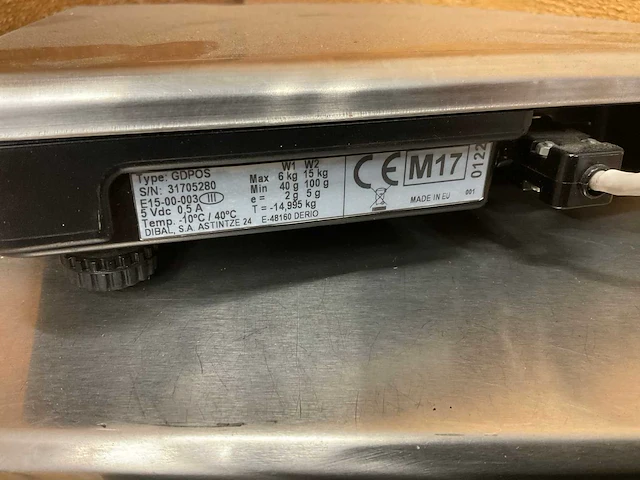 Type: GDPOS
S/N: 31705280
E15-00-003 III
5 Vdc 0,5 A
Temp. -10°C / 40°C
DIBAL, S.A. ASTINTZE 24 E-48160 DERIO
W1 W2
Max 6 kg 15 kg
Min 40 g 100 g
e = 2 g 5 g
T = -14,995 kg
CE M17
0122
MADE IN EU
001